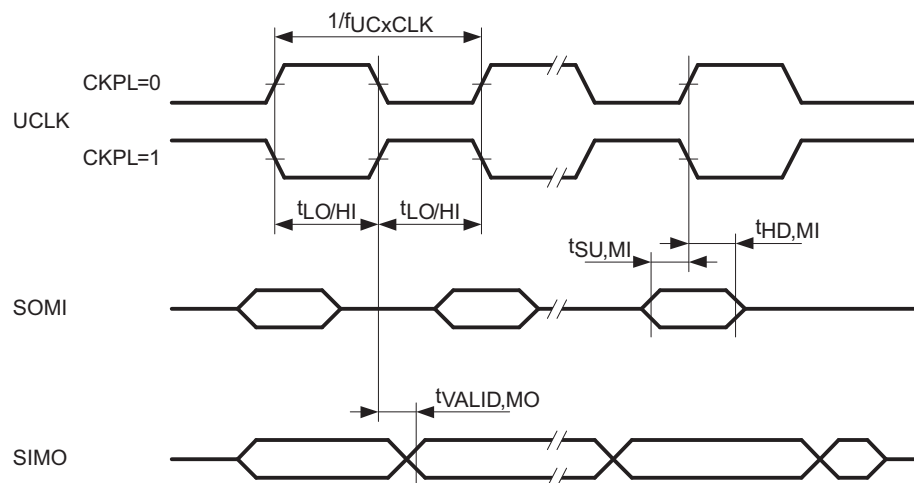 1/fUCxCLK
CKPL=0
UCLK
CKPL=1
tLO/HI
tLO/HI
tHD,MI
tSU,MI
SOMI
tVALID,MO
SIMO